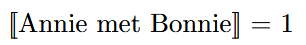 ⟦Annie met Bonnie⟧ = 1